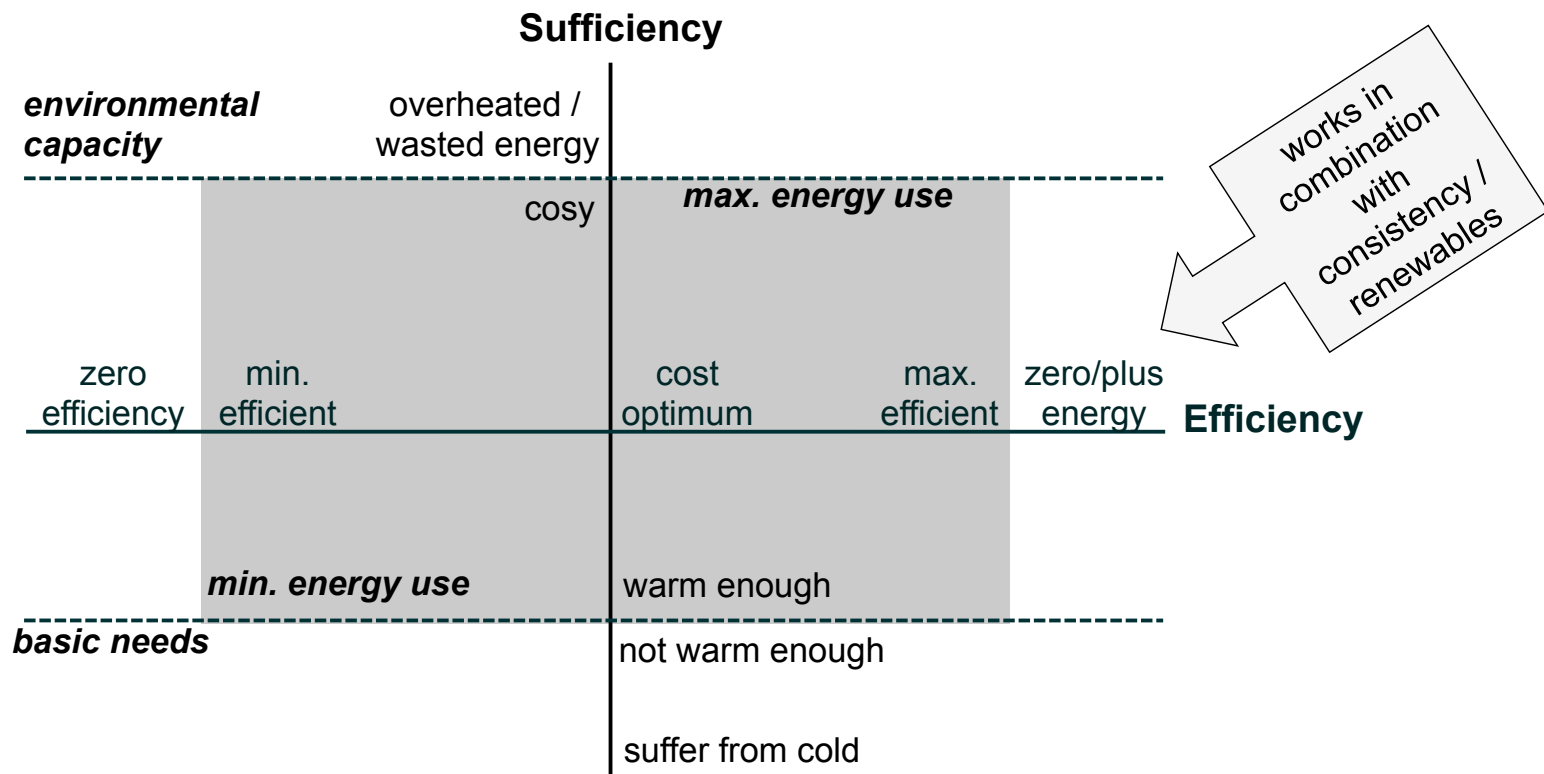 Sufficiency
environmental
capacity
overheated /
wasted energy
works in
combination
with
consistency /
renewables
cosy
max. energy use
zero
efficiency
min.
efficient
cost
optimum
max.
efficient
zero/plus
energy
Efficiency
min. energy use
warm enough
basic needs
not warm enough
suffer from cold